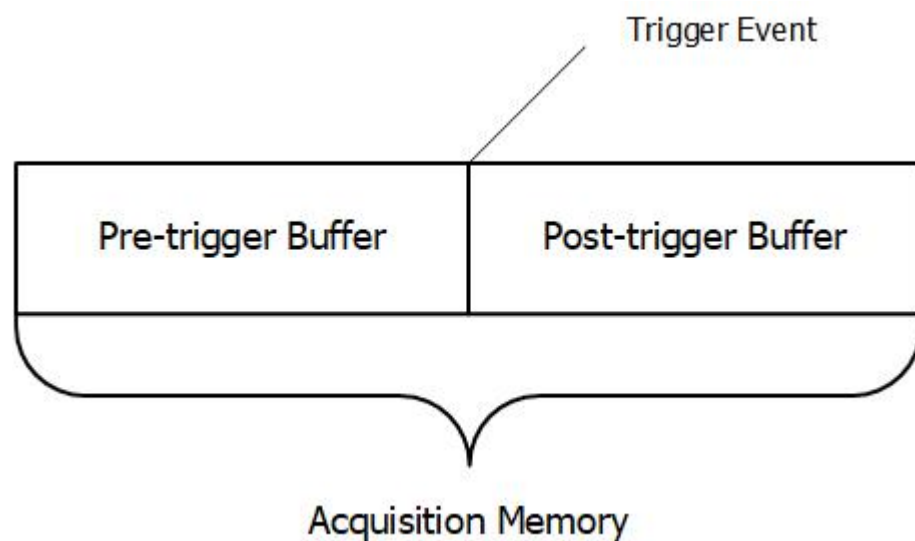 Trigger Event
Pre-trigger Buffer
Post-trigger Buffer
Acquisition Memory